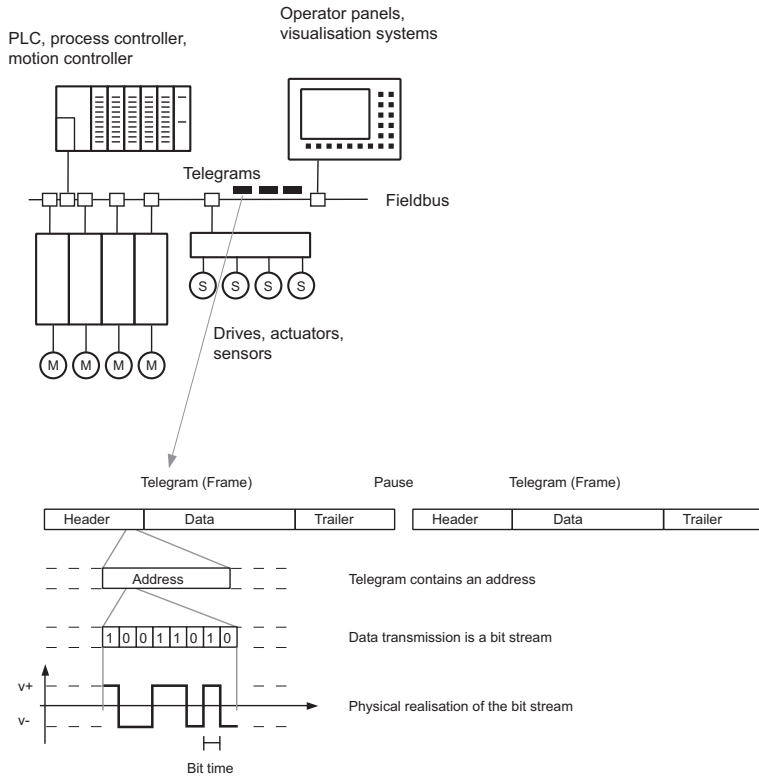 Operator panels,
visualisation systems
PLC, process controller,
motion controller
Telegrams
Fieldbus
S S S S
Drives, actuators,
sensors
M M M M
Telegram (Frame) Pause Telegram (Frame)
Header Data Trailer Header Data Trailer
Address Telegram contains an address
1 0 0 1 1 0 1 0 Data transmission is a bit stream
v+
Physical realisation of the bit stream
v-
Bit time